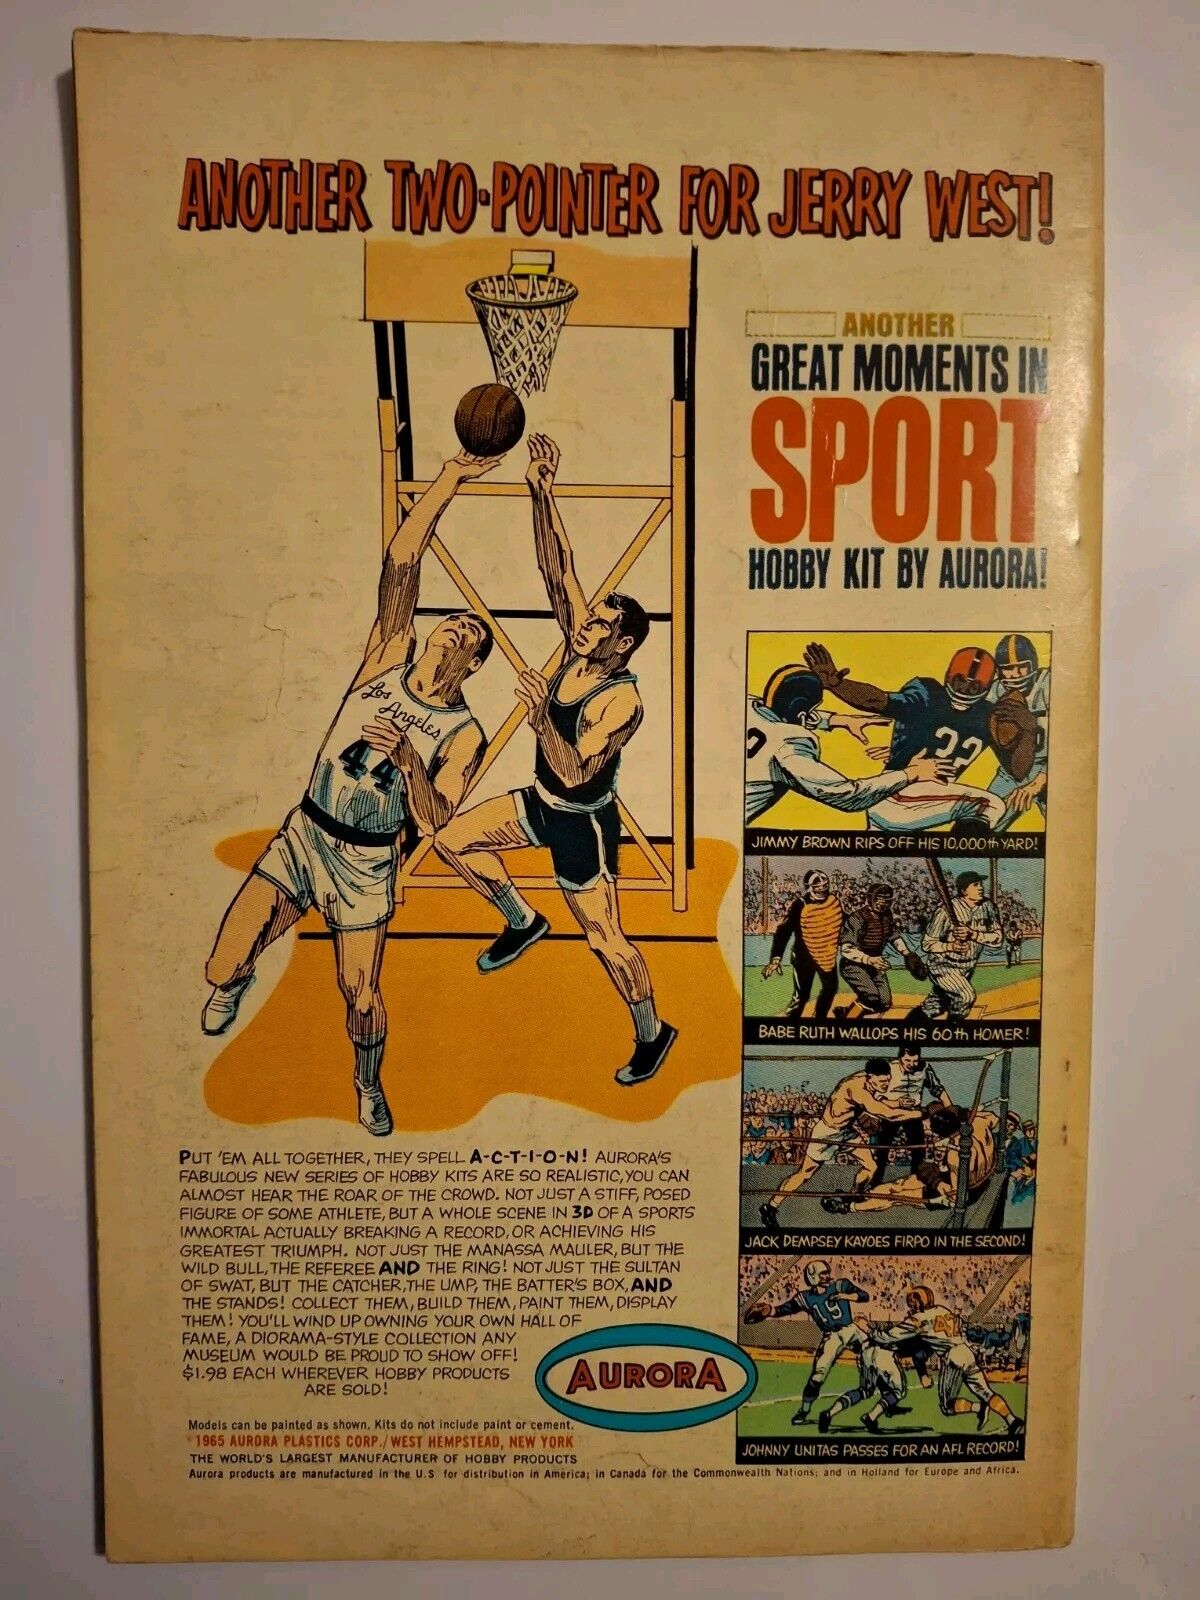 ANOTHER TWO-POINTER FOR JERRY WEST!
ANOTHER
GREAT MOMENTS IN
SPORT
HOBBY KIT BY AURORA!
Los
Angeles
44
32
JIMMY BROWN RIPS OFF HIS 10,000th YARD!
BABE RUTH WALLOPS HIS 60th HOMER!
JACK DEMPSEY KAYOES FIRPO IN THE SECOND!
19
JOHNNY UNITAS PASSES FOR AN AFL RECORD!
PUT 'EM ALL TOGETHER, THEY SPELL A-C-T-I-O-N! AURORA'S
FABULOUS NEW SERIES OF HOBBY KITS ARE SO REALISTIC, YOU CAN
ALMOST HEAR THE ROAR OF THE CROWD. NOT JUST A STIFF, POSED
FIGURE OF SOME ATHLETE, BUT A WHOLE SCENE IN 3D OF A SPORTS
IMMORTAL ACTUALLY BREAKING A RECORD, OR ACHIEVING HIS
GREATEST TRIUMPH. NOT JUST THE MANASSA MAULER, BUT THE
WILD BULL, THE REFEREE AND THE RING! NOT JUST THE SULTAN
OF SWAT, BUT THE CATCHER, THE UMP, THE BATTER'S BOX, AND
THE STANDS! COLLECT THEM, BUILD THEM, PAINT THEM, DISPLAY
THEM! YOU'LL WIND UP OWNING YOUR OWN HALL OF
FAME, A DIORAMA-STYLE COLLECTION ANY
MUSEUM WOULD BE PROUD TO SHOW OFF!
$1.98 EACH WHEREVER HOBBY PRODUCTS
ARE SOLD!
AURORA
Models can be painted as shown. Kits do not include paint or cement.
1965 AURORA PLASTICS CORP./WEST HEMPSTEAD, NEW YORK
THE WORLD'S LARGEST MANUFACTURER OF HOBBY PRODUCTS
Aurora products are manufactured in the U.S for distribution in America; in Canada for the Commonwealth Nations; and in Holland for Europe and Africa.